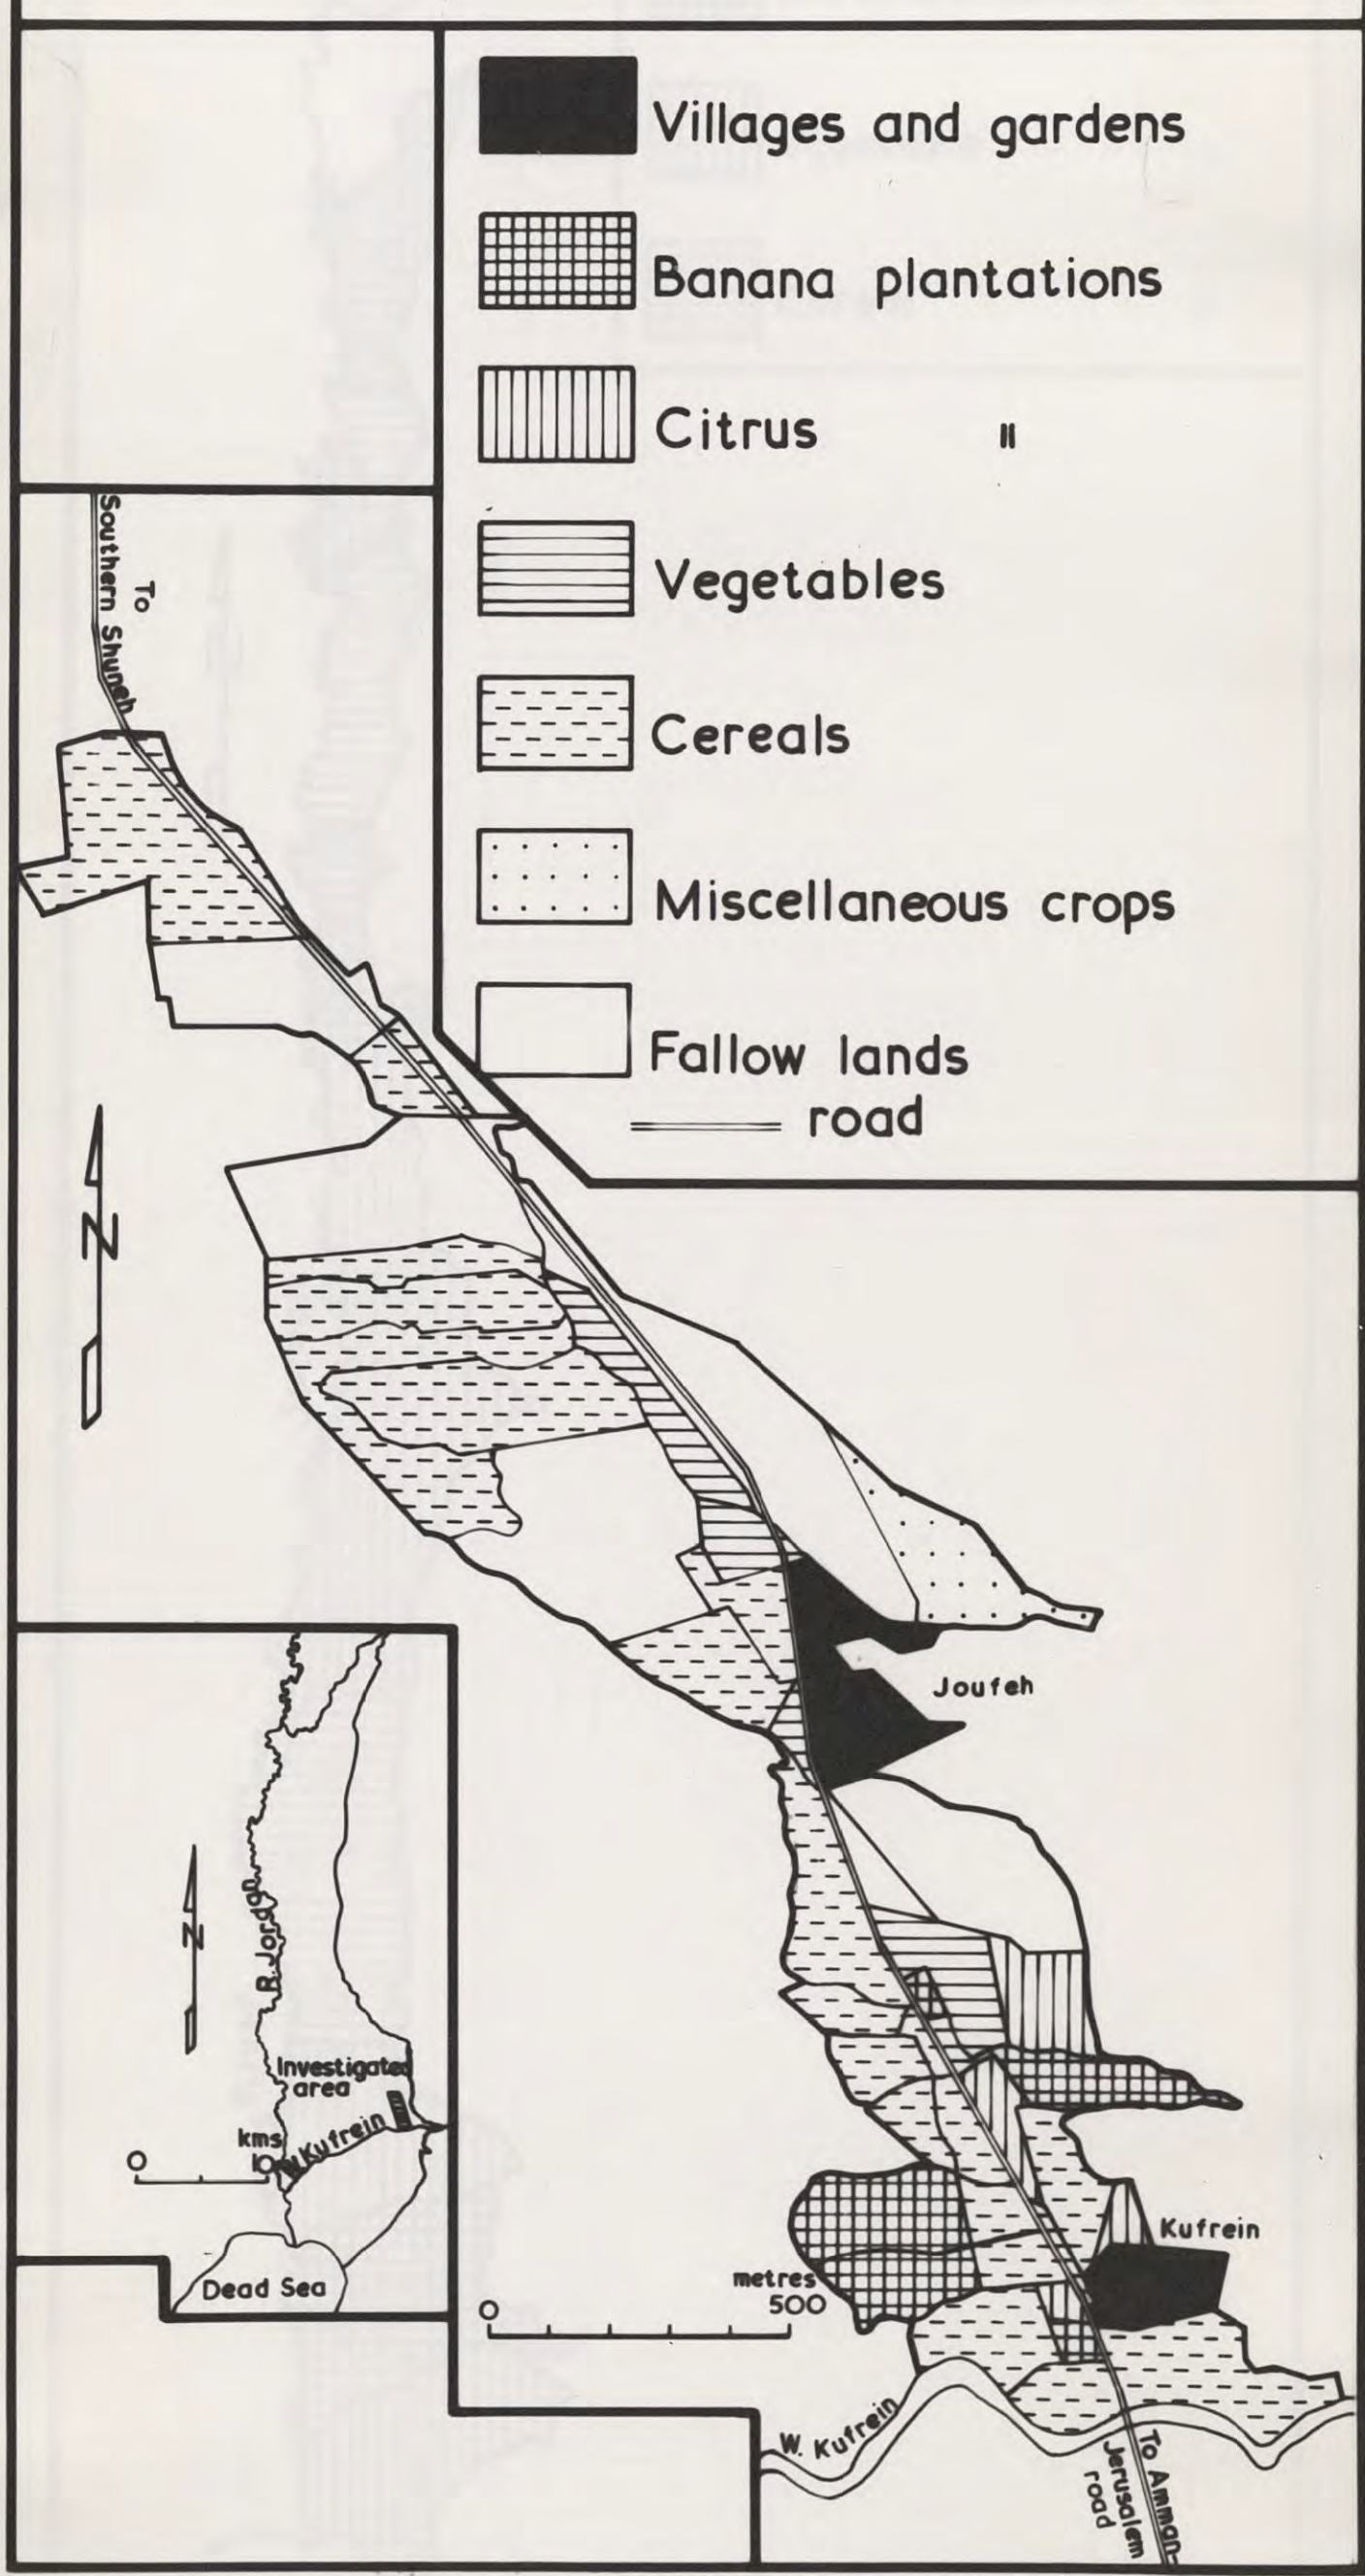 Villages and gardens
Banana plantations
Citrus "
Vegetables
Cereals
Miscellaneous crops
Fallow lands
road
To
Southern Shuneh
N
Joufeh
Kufrein
metres
0 500
W. Kufrein
To Amman-
Jerusalem
road
N
R. Jordan
Investigated
area
kms
0 10
W. Kufrein
Dead Sea